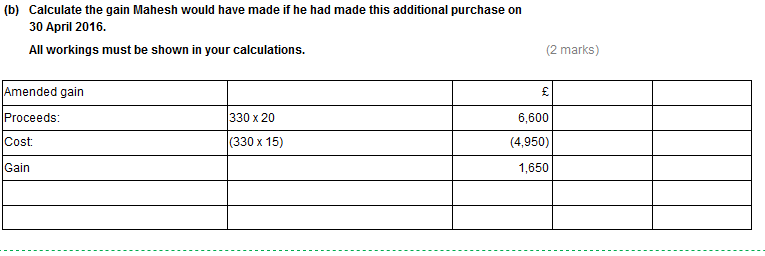 (b) Calculate the gain Mahesh would have made if he had made this additional purchase on
30 April 2016.
All workings must be shown in your calculations. (2 marks)
Amended gain £
Proceeds: 330 x 20 6,600
Cost: (330 x 15) (4,950)
Gain 1,650